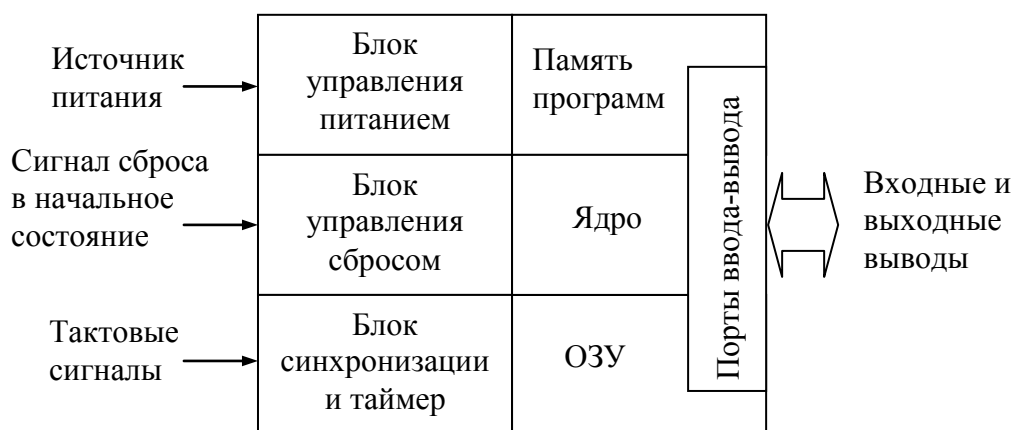 Источник
питания
Блок
управления
питанием
Память
программ
Сигнал сброса
в начальное
состояние
Блок
управления
сбросом
Ядро
Порты ввода-вывода
Входные и
выходные
выводы
Тактовые
сигналы
Блок
синхронизации
и таймер
ОЗУ